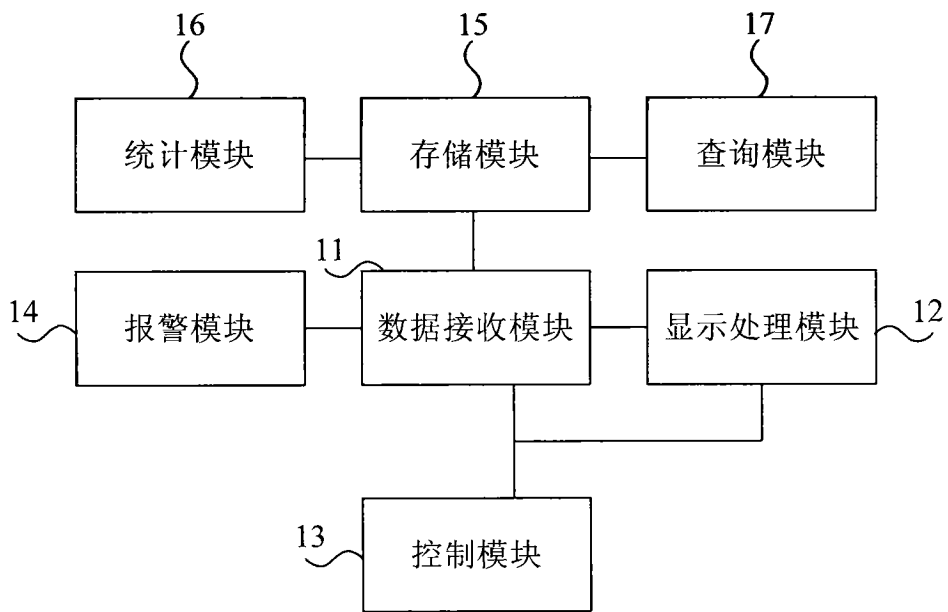 16
15
17
统计模块
存储模块
查询模块
11
14
报警模块
数据接收模块
显示处理模块
12
13
控制模块